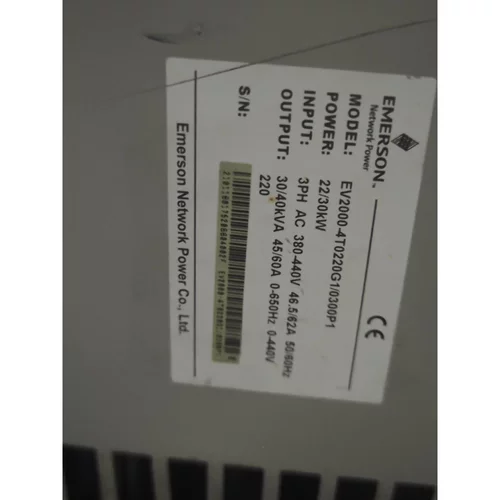 EMERSON™
Network Power
MODEL: EV2000-4T0220G1/0300P1
POWER: 22/30kW
INPUT: 3PH AC 380-440V 46.5/62A 50/60Hz
OUTPUT: 30/40kVA 45/60A 0-650Hz 0-440V
220
S/N:
Emerson Network Power Co., Ltd.
CE